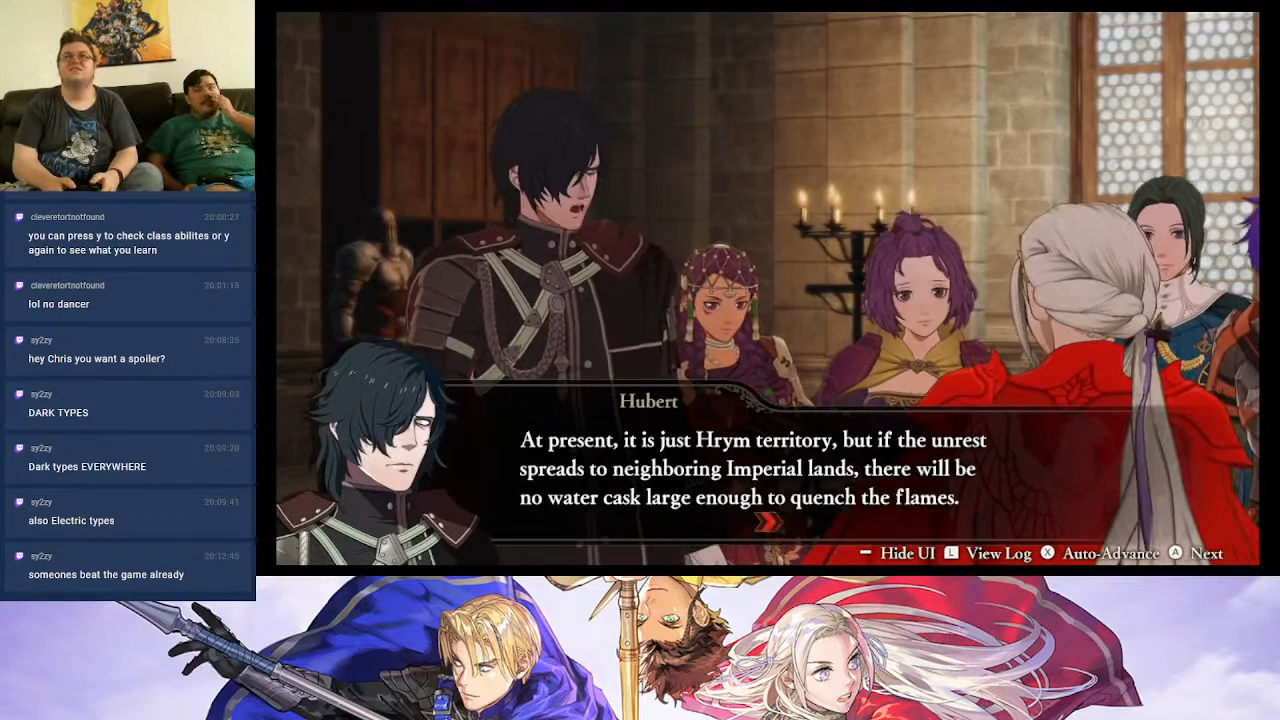 cleveretortnotfound 20:00:27
you can press y to check class abilites or y
again to see what you learn
cleveretortnotfound 20:01:15
lol no dancer
sy2zy 20:08:35
hey Chris you want a spoiler?
sy2zy 20:09:03
DARK TYPES
sy2zy 20:09:20
Dark types EVERYWHERE
sy2zy 20:09:41
also Electric types
sy2zy 20:12:45
someones beat the game already
Hubert
At present, it is just Hrym territory, but if the unrest
spreads to neighboring Imperial lands, there will be
no water cask large enough to quench the flames.
Hide UI L View Log X Auto-Advance A Next